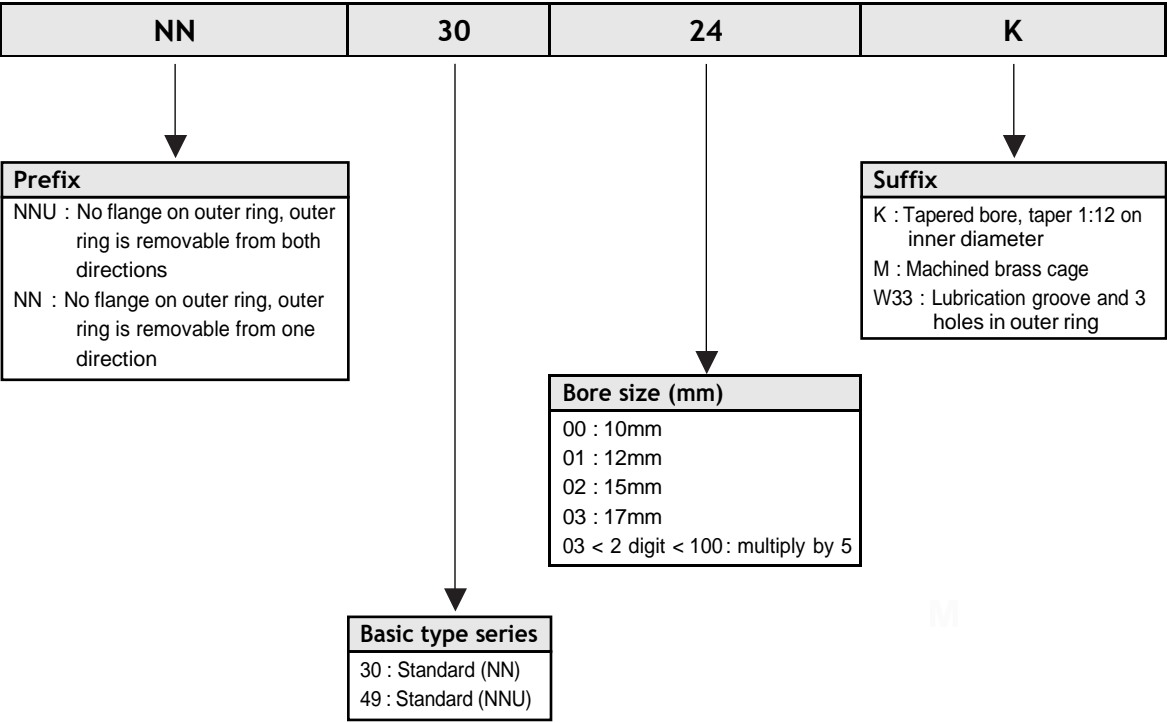 NN 30 24 K
Prefix
NNU : No flange on outer ring, outer
ring is removable from both
directions
NN : No flange on outer ring, outer
ring is removable from one
direction
Suffix
K : Tapered bore, taper 1:12 on
inner diameter
M : Machined brass cage
W33 : Lubrication groove and 3
holes in outer ring
Bore size (mm)
00 : 10mm
01 : 12mm
02 : 15mm
03 : 17mm
03 < 2 digit < 100 : multiply by 5
M
Basic type series
30 : Standard (NN)
49 : Standard (NNU)